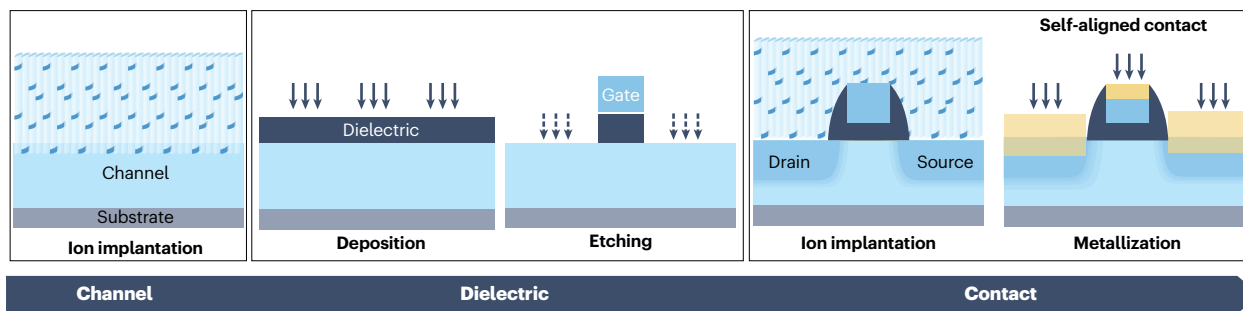 Channel
Substrate
Ion implantation
Dielectric
Deposition
Gate
Etching
Drain
Source
Ion implantation
Self-aligned contact
Metallization
Channel
Dielectric
Contact